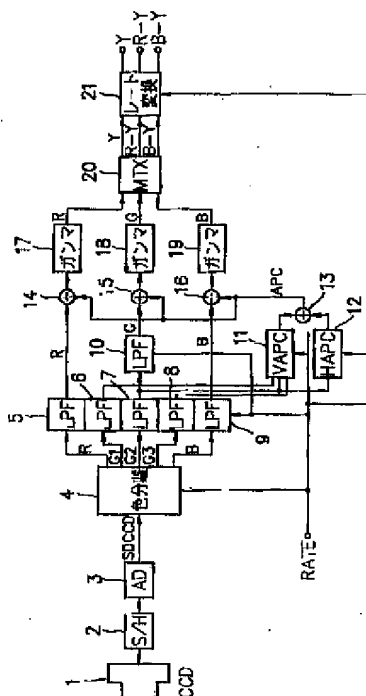 1
CCD
2
S/H
3
AD
SDCCD
4
色分離
R
G1
G2
G3
B
5
LPF
6
LPF
7
LPF
8
LPF
9
LPF
10
LPF
G
R
B
11
VAPC
12
HAPC
13
APC
14
15
16
17
ガンマ
18
ガンマ
19
ガンマ
R
G
B
20
MTX
Y
R-Y
B-Y
21
レート
変換
Y
R-Y
B-Y
RATE